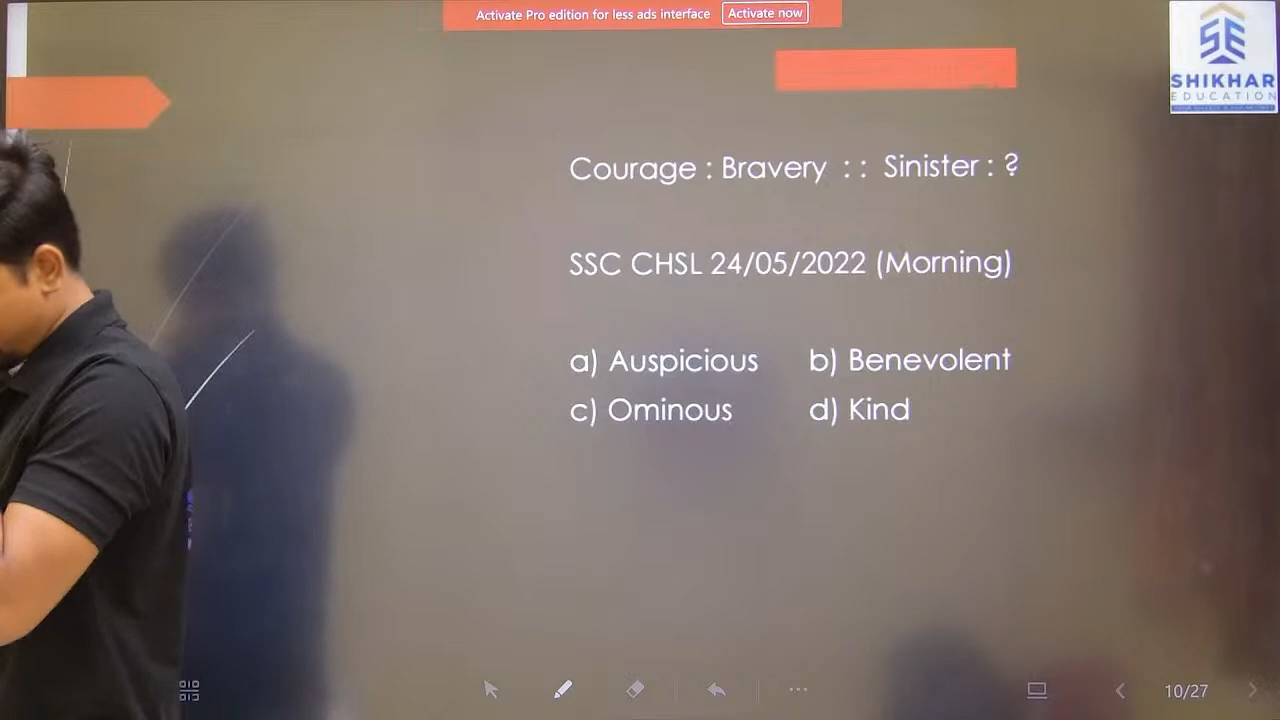 Activate Pro edition for less ads interface Activate now
SHIKHAR
EDUCATION
Courage : Bravery :: Sinister : ?
SSC CHSL 24/05/2022 (Morning)
a) Auspicious b) Benevolent
c) Ominous d) Kind
10/27